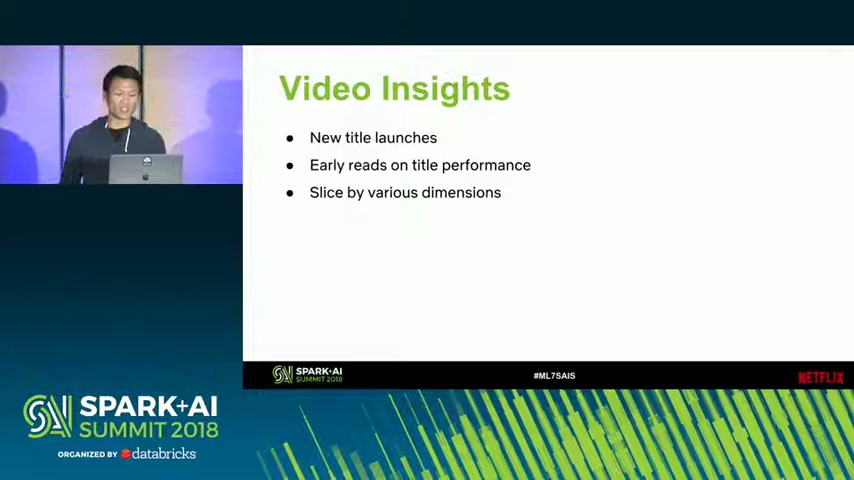 Video Insights
● New title launches
● Early reads on title performance
● Slice by various dimensions
SPARK+AI
SUMMIT 2018
#ML7SAIS
NETFLIX
SPARK+AI
SUMMIT 2018
ORGANIZED BY databricks